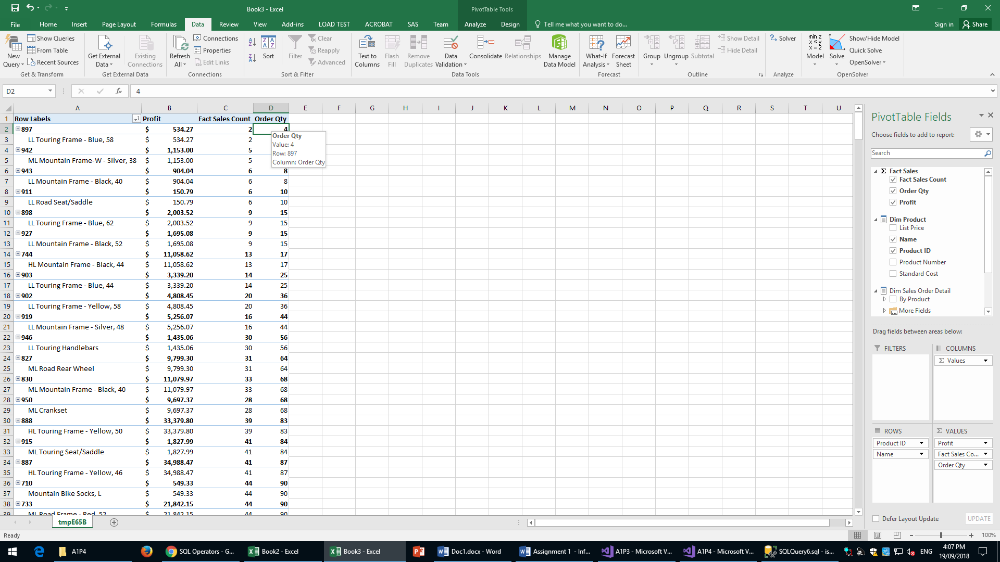 Book3 - Excel
PivotTable Tools
File Home Insert Page Layout Formulas Data Review View Add-ins LOAD TEST ACROBAT SAS Team Analyze Design Tell me what you want to do... Sign in Share
New Query
Show Queries
From Table
Recent Sources
Get & Transform
Get External Data
Existing Connections
Get External Data
Refresh All
Connections
Properties
Edit Links
Connections
Sort
Filter
Clear
Reapply
Advanced
Sort & Filter
Text to Columns
Flash Fill
Remove Duplicates
Data Validation
Consolidate
Relationships
Manage Data Model
Data Tools
What-If Analysis
Forecast Sheet
Forecast
Group
Ungroup
Subtotal
Show Detail
Hide Detail
Outline
Solver
Analyze
min z
x ≤ y
x = 2
Model
Solve
Show/Hide Model
Quick Solve
OpenSolver
OpenSolver
D2 fx 4
A B C D E F G H I J K L M N O P Q R S T U
1 Row Labels Profit Fact Sales Count Order Qty
2 897 $ 534.27 2 4
3 LL Touring Frame - Blue, 58 $ 534.27 2
4 942 $ 1,153.00 5
5 ML Mountain Frame-W - Silver, 38 $ 1,153.00 5
6 943 $ 904.04 6 8
7 LL Mountain Frame - Black, 40 $ 904.04 6 8
8 911 $ 150.79 6 10
9 LL Road Seat/Saddle $ 150.79 6 10
10 898 $ 2,003.52 9 15
11 LL Touring Frame - Blue, 62 $ 2,003.52 9 15
12 927 $ 1,695.08 9 15
13 LL Mountain Frame - Black, 52 $ 1,695.08 9 15
14 744 $ 11,058.62 13 17
15 HL Mountain Frame - Black, 44 $ 11,058.62 13 17
16 903 $ 3,339.20 14 25
17 LL Touring Frame - Blue, 44 $ 3,339.20 14 25
18 902 $ 4,808.45 20 36
19 LL Touring Frame - Yellow, 58 $ 4,808.45 20 36
20 919 $ 5,256.07 16 44
21 LL Mountain Frame - Silver, 48 $ 5,256.07 16 44
22 946 $ 1,435.06 30 56
23 LL Touring Handlebars $ 1,435.06 30 56
24 827 $ 9,799.30 31 64
25 ML Road Rear Wheel $ 9,799.30 31 64
26 830 $ 11,079.97 33 68
27 ML Mountain Frame - Black, 40 $ 11,079.97 33 68
28 950 $ 9,697.37 28 68
29 ML Crankset $ 9,697.37 28 68
30 888 $ 33,379.80 39 83
31 HL Touring Frame - Yellow, 50 $ 33,379.80 39 83
32 915 $ 1,827.99 41 84
33 ML Touring Seat/Saddle $ 1,827.99 41 84
34 887 $ 34,988.47 41 87
35 HL Touring Frame - Yellow, 46 $ 34,988.47 41 87
36 710 $ 549.33 44 90
37 Mountain Bike Socks, L $ 549.33 44 90
38 733 $ 21,842.15 44 90
39 ML Road Frame - Red, 52 $ 21,842.15 44 90
Order Qty
Value: 4
Row: 897
Column: Order Qty
PivotTable Fields
Choose fields to add to report:
Search
Σ Fact Sales
Fact Sales Count
Order Qty
Profit
Dim Product
List Price
Name
Product ID
Product Number
Standard Cost
Dim Sales Order Detail
By Product
More Fields
Drag fields between areas below:
FILTERS
COLUMNS
Σ Values
ROWS
Product ID
Name
Σ VALUES
Profit
Fact Sales Co...
Order Qty
Defer Layout Update UPDATE
tmpE65B
Ready 100%
A1P4
SQL Operators - G...
Book2 - Excel
Book3 - Excel
Doc1.docx - Word
Assignment 1 - Inf...
A1P3 - Microsoft V...
A1P4 - Microsoft V...
SQLQuery6.sql - is...
ENG
4:07 PM
19/09/2018